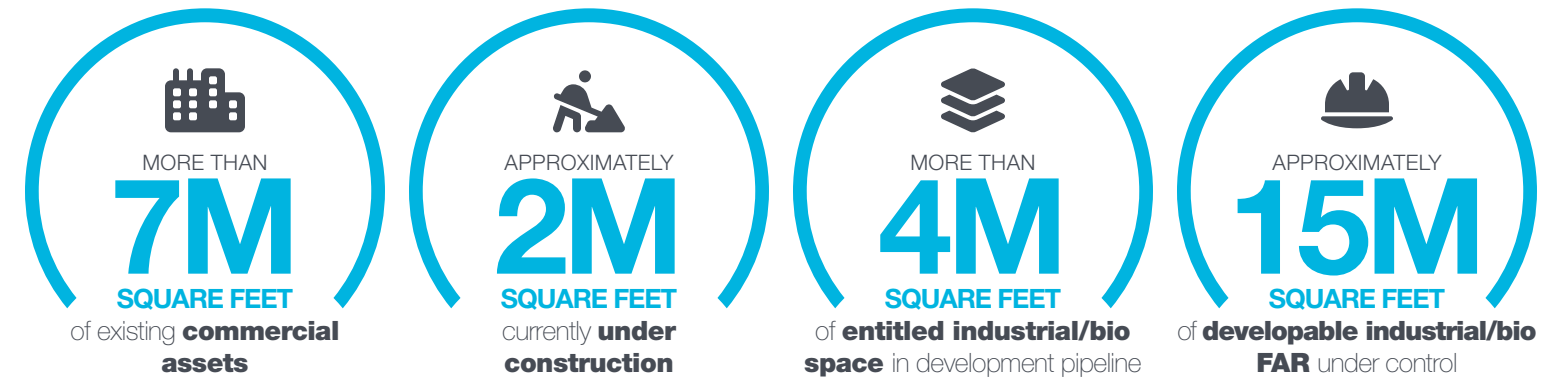 MORE THAN
7M
SQUARE FEET
of existing commercial
assets
APPROXIMATELY
2M
SQUARE FEET
currently under
construction
MORE THAN
4M
SQUARE FEET
of entitled industrial/bio
space in development pipeline
APPROXIMATELY
15M
SQUARE FEET
of developable industrial/bio
FAR under control